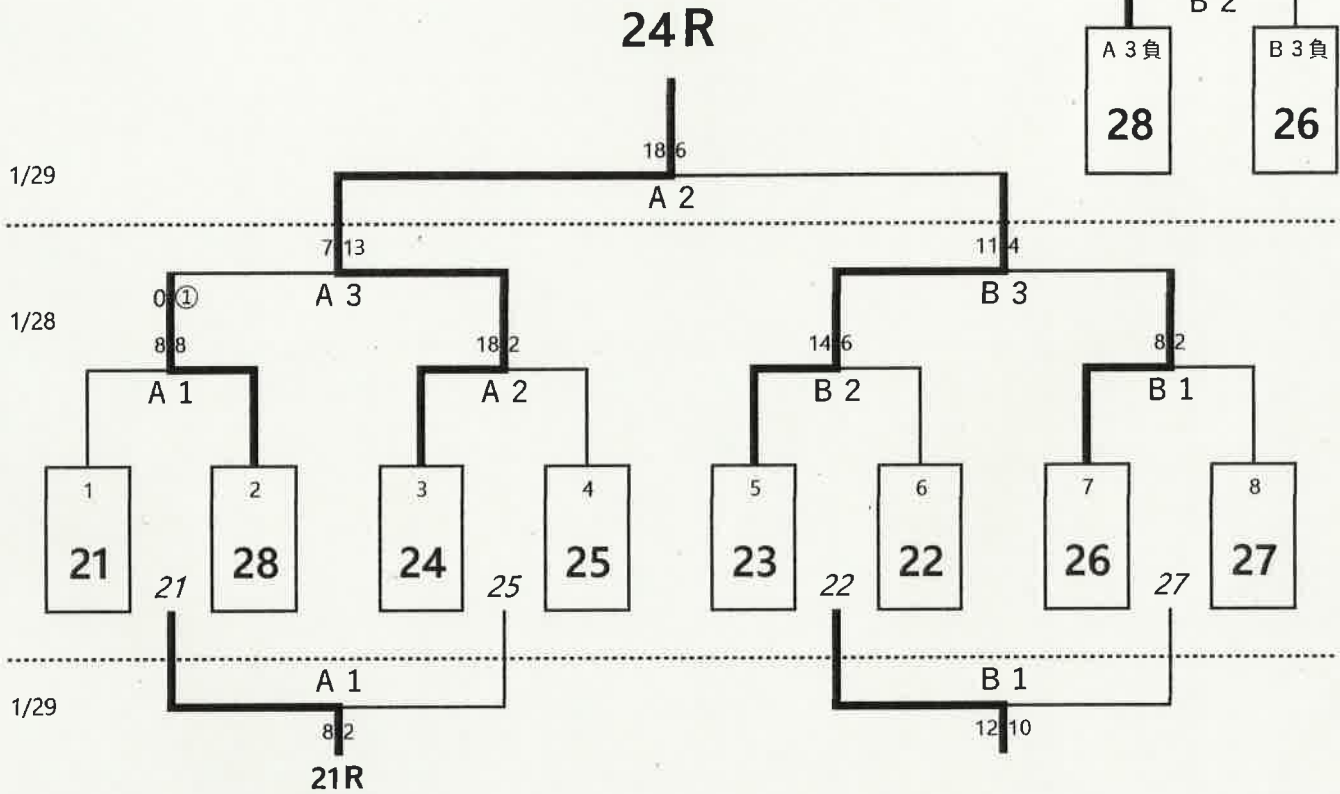 B 2
24R
A 3 負 B 3 負
28 26
18 6
1/29
A 2
7 13 11 4
A 3 B 3
0 ①
1/28
8 8 18 2 14 6 8 2
A 1 A 2 B 2 B 1
1 2 3 4 5 6 7 8
21 28 24 25 23 22 26 27
21 25 22 27
A 1 B 1
1/29
8 2 12 10
21R